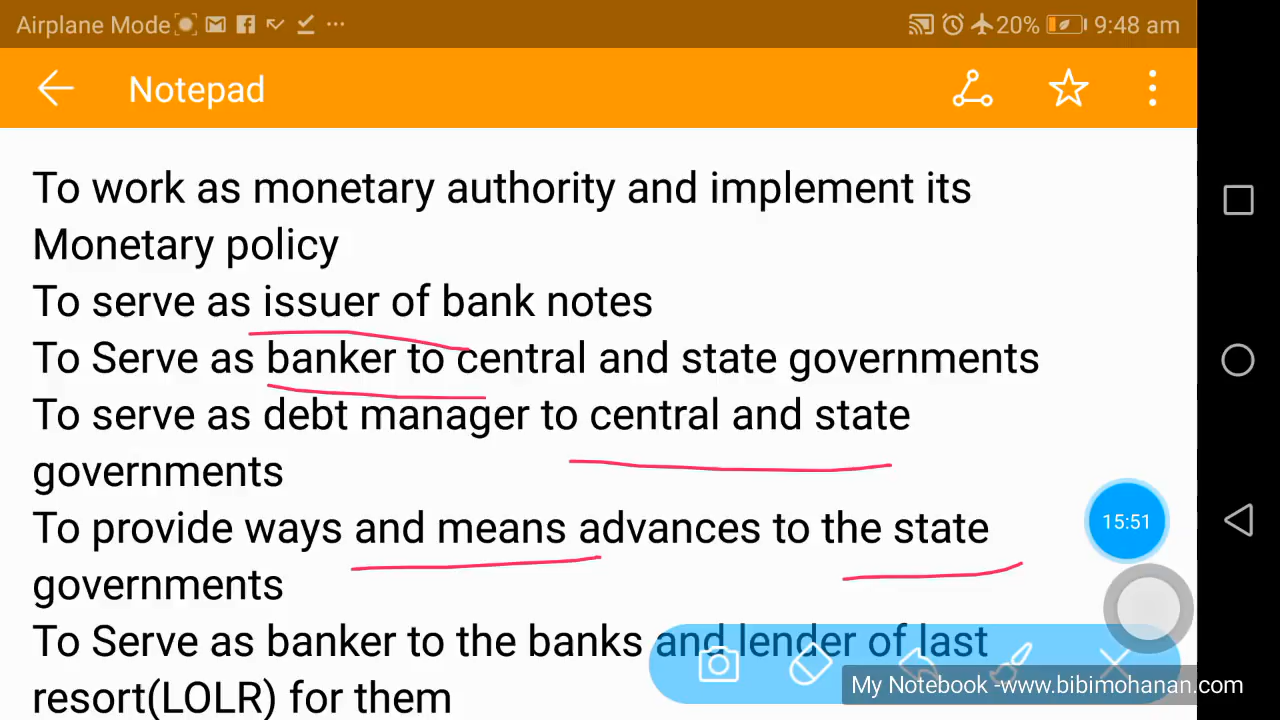 Airplane Mode ... 20% 9:48 am
Notepad
To work as monetary authority and implement its
Monetary policy
To serve as issuer of bank notes
To Serve as banker to central and state governments
To serve as debt manager to central and state
governments
To provide ways and means advances to the state
15:51
governments
To Serve as banker to the banks and lender of last
resort(LOLR) for them
My Notebook -www.bibimohanan.com